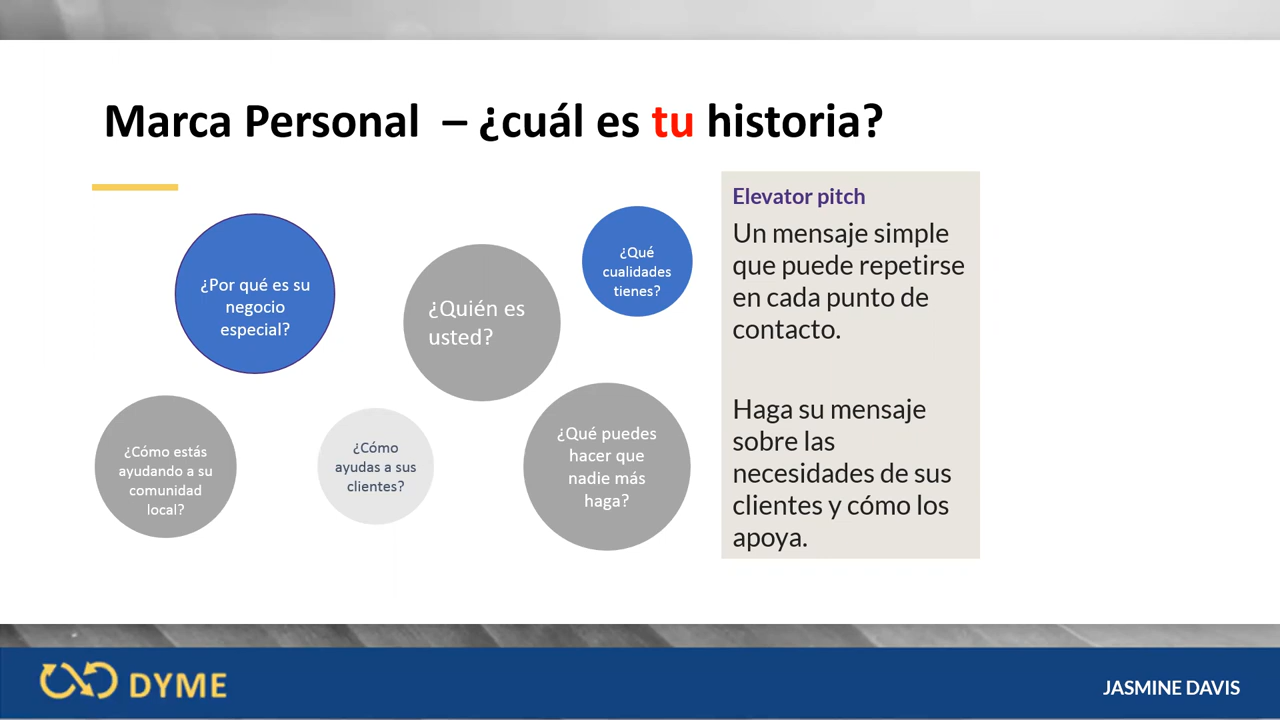 Marca Personal – ¿cuál es tu historia?
¿Por qué es su
negocio
especial?
¿Quién es
usted?
¿Qué
cualidades
tienes?
¿Cómo estás
ayudando a su
comunidad
local?
¿Cómo
ayudas a sus
clientes?
¿Qué puedes
hacer que
nadie más
haga?
Elevator pitch
Un mensaje simple
que puede repetirse
en cada punto de
contacto.
Haga su mensaje
sobre las
necesidades de sus
clientes y cómo los
apoya.
DYME
JASMINE DAVIS